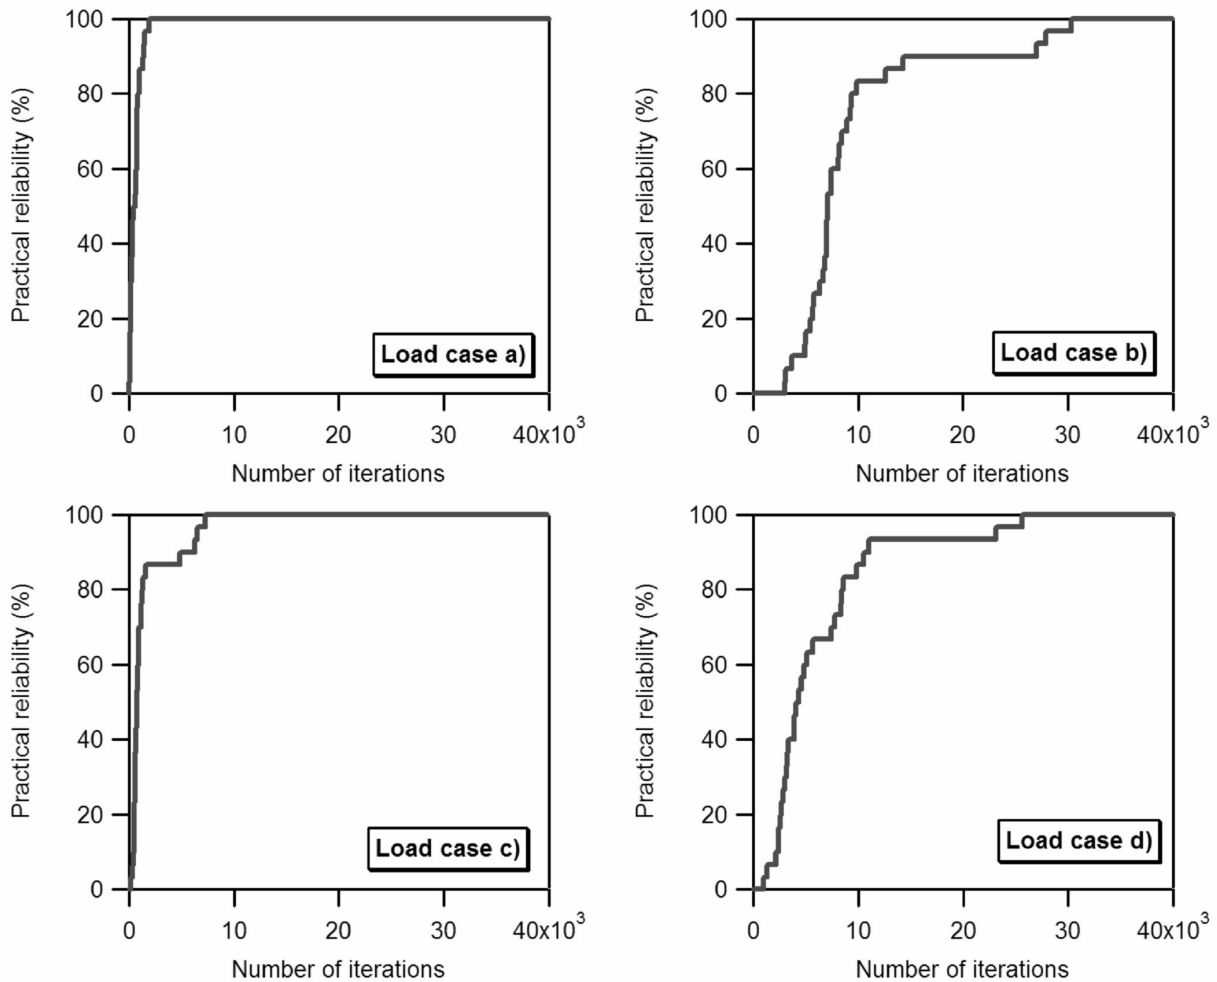 100
80
60
40
20
0
Practical reliability (%)
0 10 20 30 40x10³
Number of iterations
Load case a)
100
80
60
40
20
0
Practical reliability (%)
0 10 20 30 40x10³
Number of iterations
Load case b)
100
80
60
40
20
0
Practical reliability (%)
0 10 20 30 40x10³
Number of iterations
Load case c)
100
80
60
40
20
0
Practical reliability (%)
0 10 20 30 40x10³
Number of iterations
Load case d)